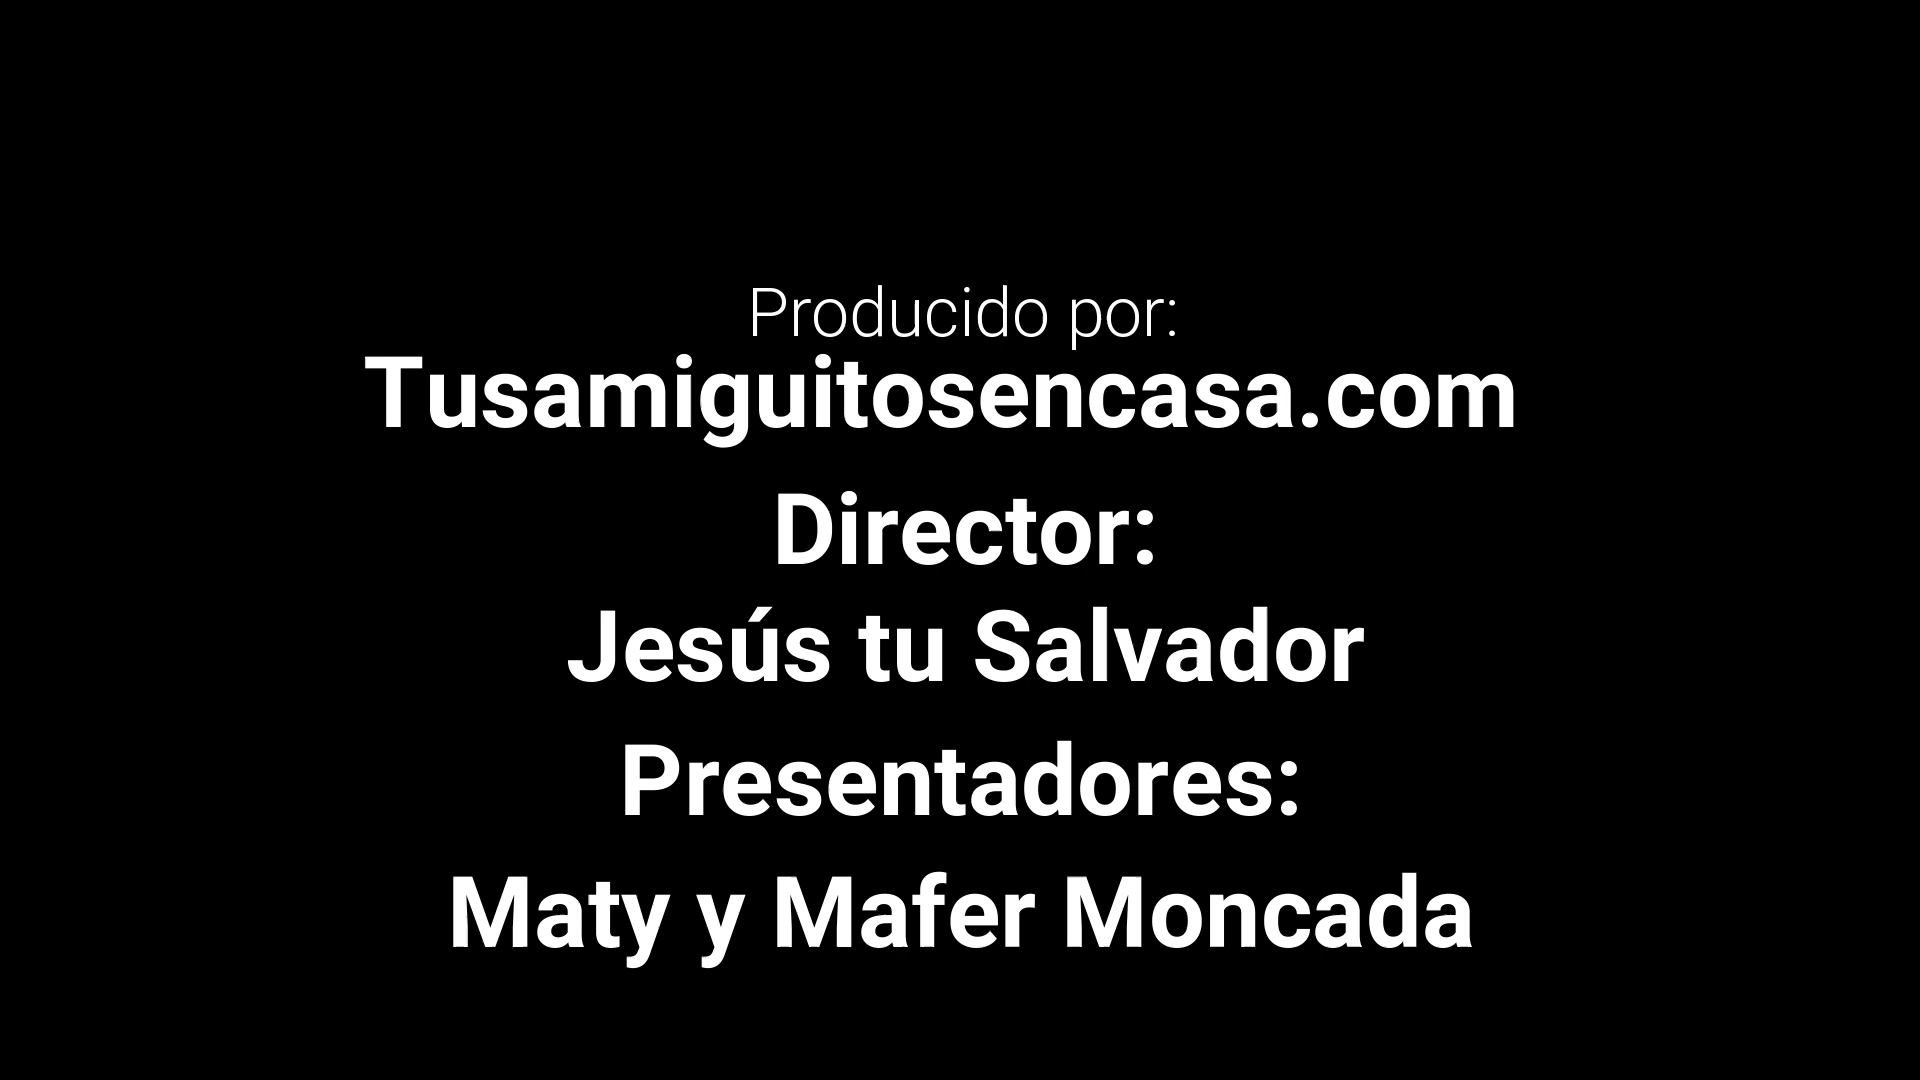 Producido por:
Tusamiguitosencasa.com
Director:
Jesús tu Salvador
Presentadores:
Maty y Mafer Moncada